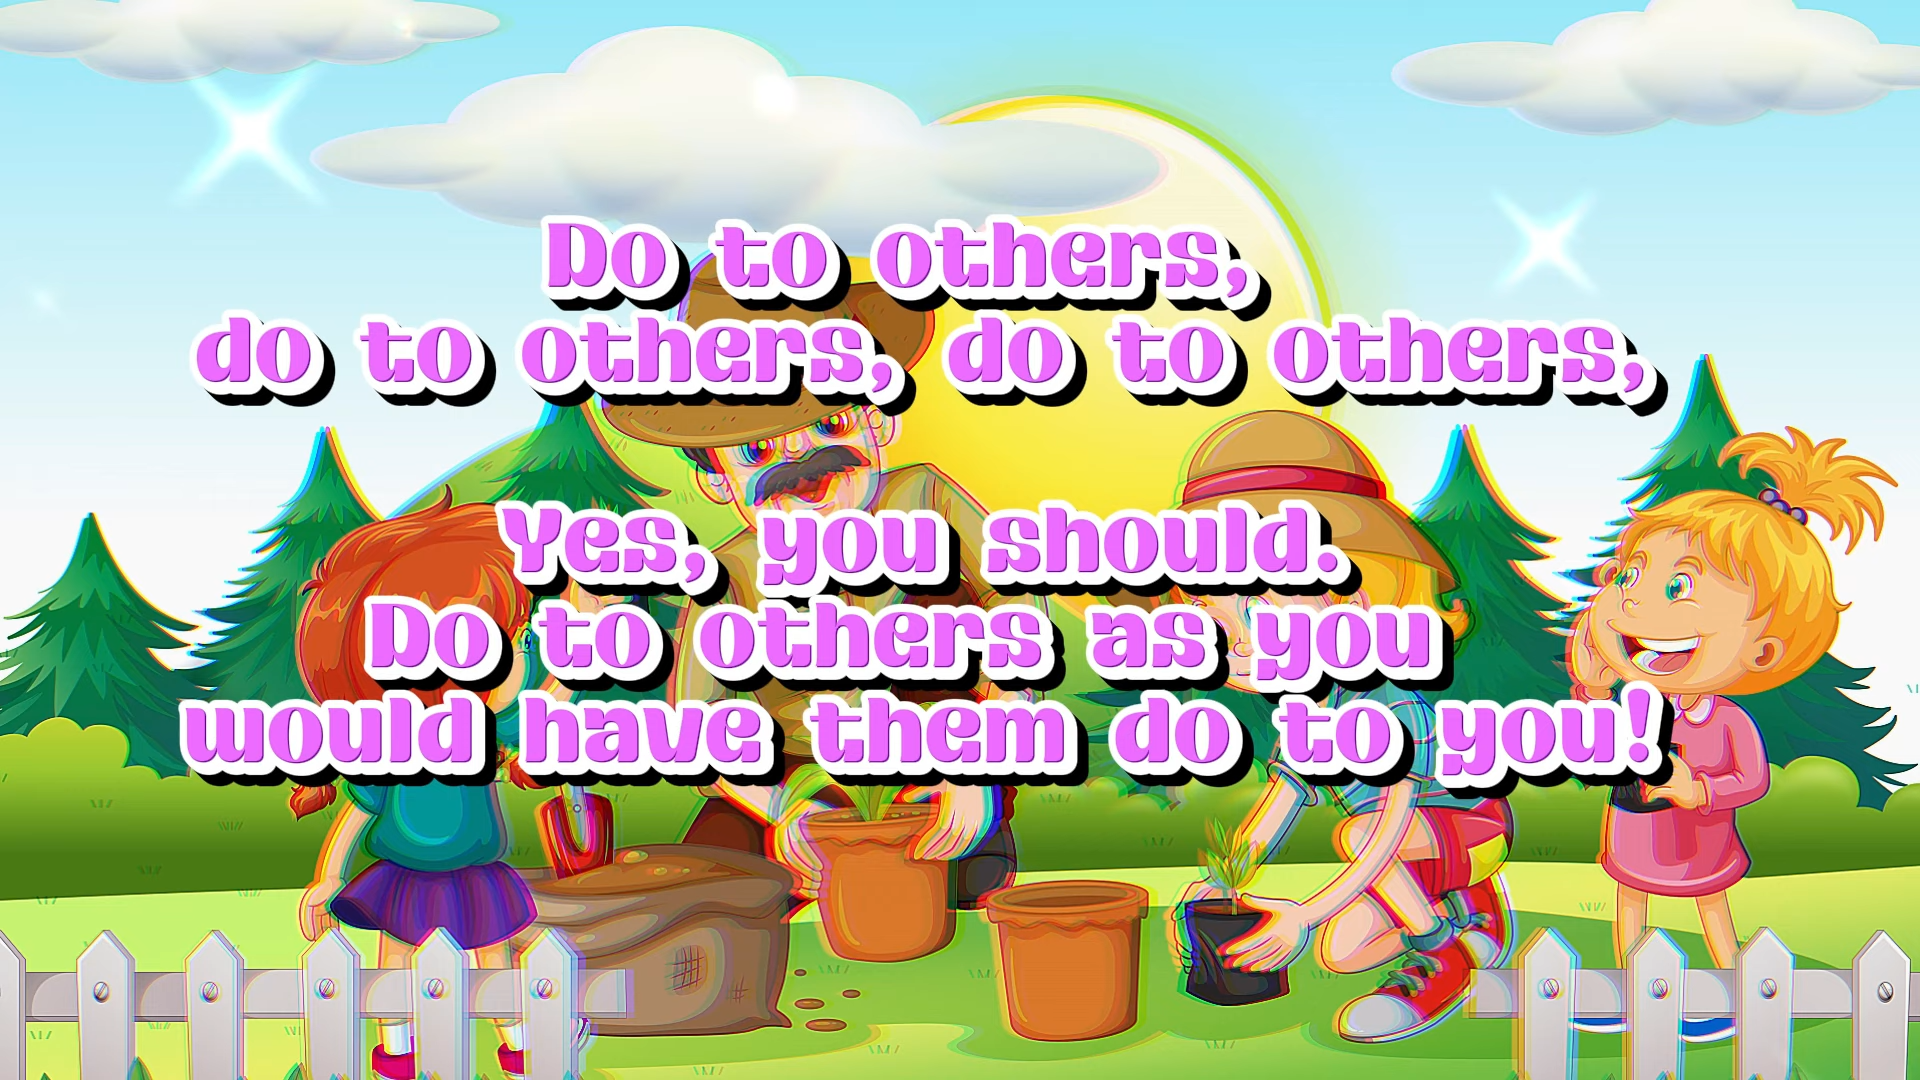 Do to others,
do to others, do to others,
Yes, you should.
Do to others as you
would have them do to you!